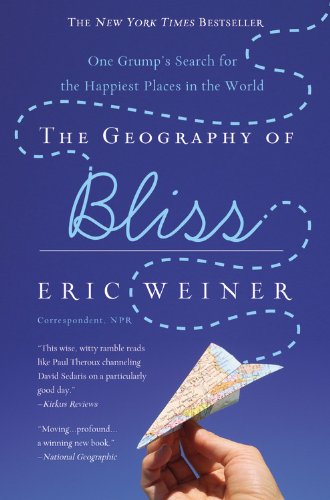 THE NEW YORK TIMES BESTSELLER
One Grump's Search for
the Happiest Places in the World
THE GEOGRAPHY OF
Bliss
ERIC WEINER
Correspondent, NPR
"This wise, witty ramble reads
like Paul Theroux channeling
David Sedaris on a particularly
good day."
–Kirkus Reviews
"Moving...profound...
a winning new book."
–National Geographic